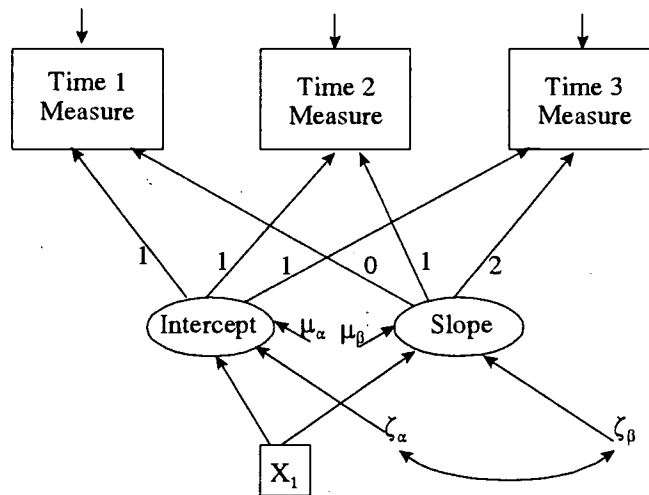 Time 1
Measure
Time 2
Measure
Time 3
Measure
1
1
1
0
1
2
Intercept
μα
μβ
Slope
ζα
ζβ
X₁